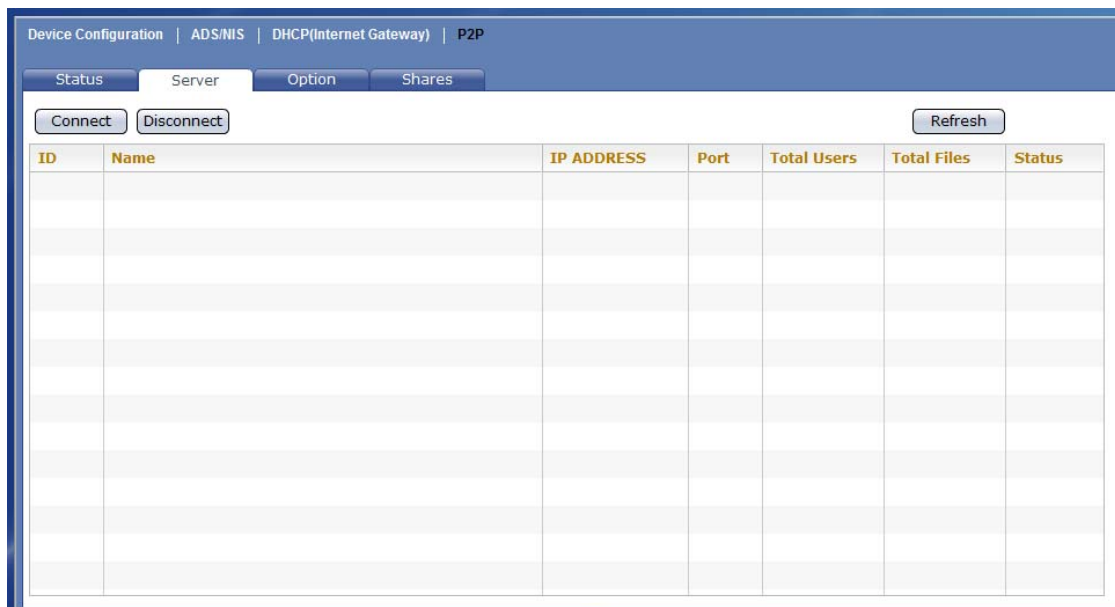 Device Configuration | ADS/NIS | DHCP(Internet Gateway) | P2P
Status Server Option Shares
Connect Disconnect Refresh
ID Name IP ADDRESS Port Total Users Total Files Status